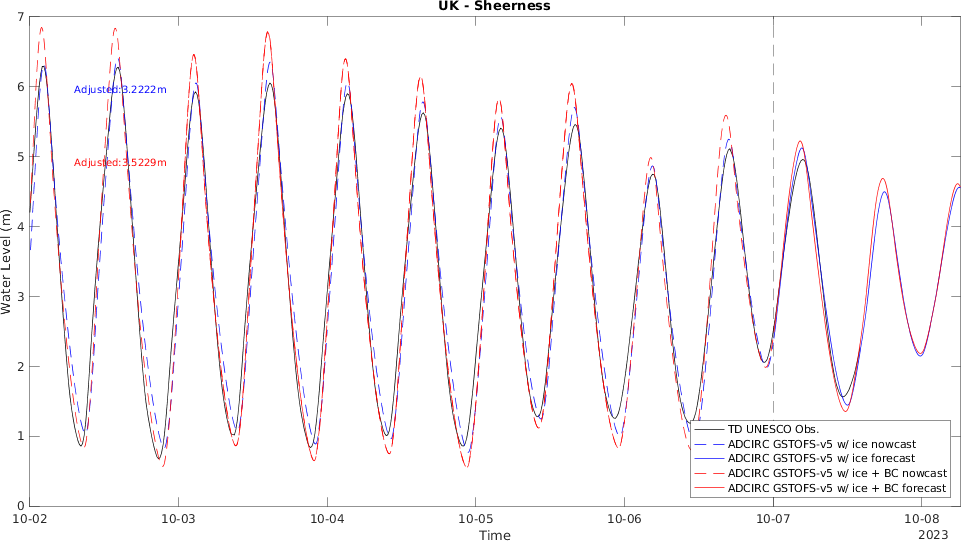 UK - Sheerness
7
6
5
4
3
2
1
0
Water Level (m)
Adjusted:3.2222m
Adjusted:3.5229m
TD UNESCO Obs.
ADCIRC GSTOFS-v5 w/ ice nowcast
ADCIRC GSTOFS-v5 w/ ice forecast
ADCIRC GSTOFS-v5 w/ ice + BC nowcast
ADCIRC GSTOFS-v5 w/ ice + BC forecast
10-02 10-03 10-04 10-05 10-06 10-07 10-08
Time
2023